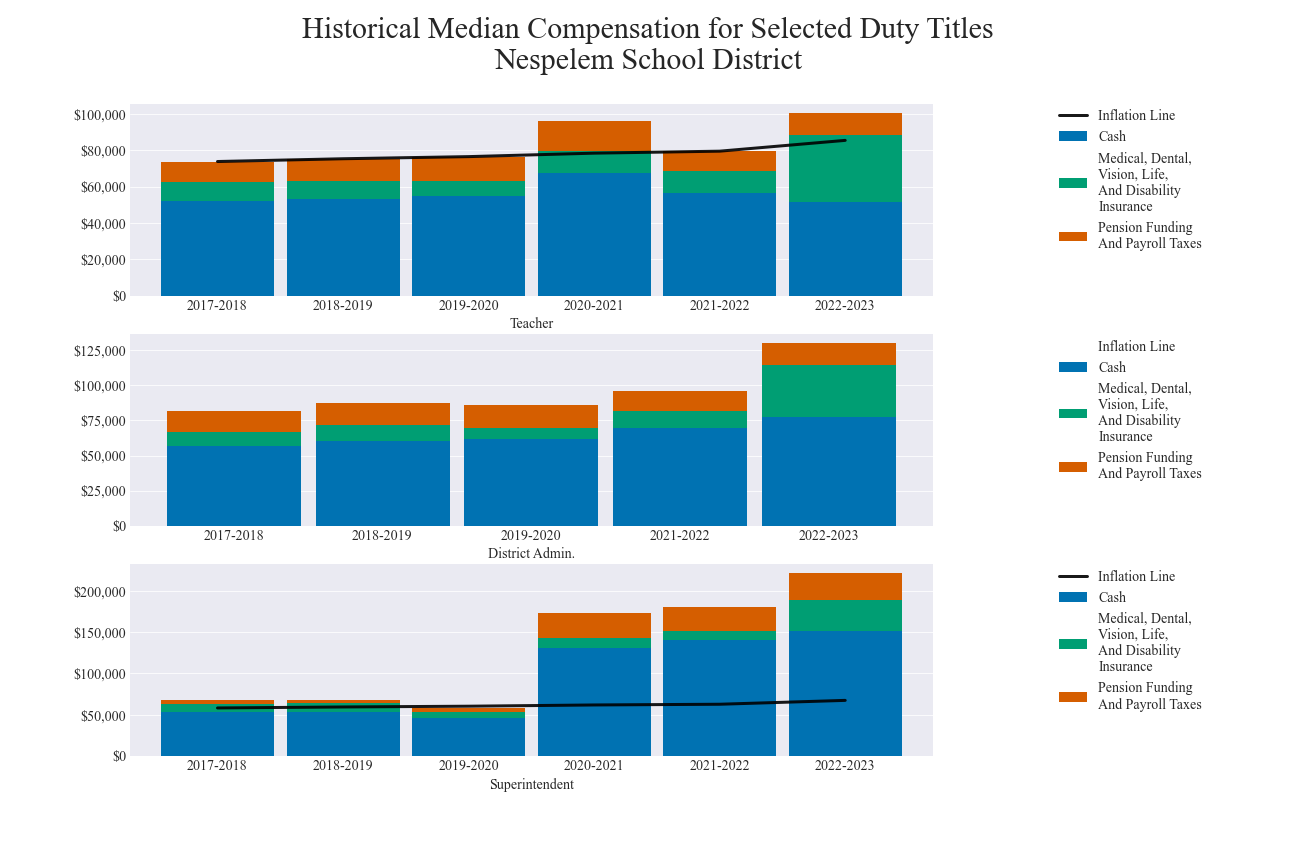 Historical Median Compensation for Selected Duty Titles
Nespelem School District
$100,000
$80,000
$60,000
$40,000
$20,000
$0
2017-2018 2018-2019 2019-2020 2020-2021 2021-2022 2022-2023
Teacher
Inflation Line
Cash
Medical, Dental,
Vision, Life,
And Disability
Insurance
Pension Funding
And Payroll Taxes
$125,000
$100,000
$75,000
$50,000
$25,000
$0
2017-2018 2018-2019 2019-2020 2021-2022 2022-2023
District Admin.
Inflation Line
Cash
Medical, Dental,
Vision, Life,
And Disability
Insurance
Pension Funding
And Payroll Taxes
$200,000
$150,000
$100,000
$50,000
$0
2017-2018 2018-2019 2019-2020 2020-2021 2021-2022 2022-2023
Superintendent
Inflation Line
Cash
Medical, Dental,
Vision, Life,
And Disability
Insurance
Pension Funding
And Payroll Taxes